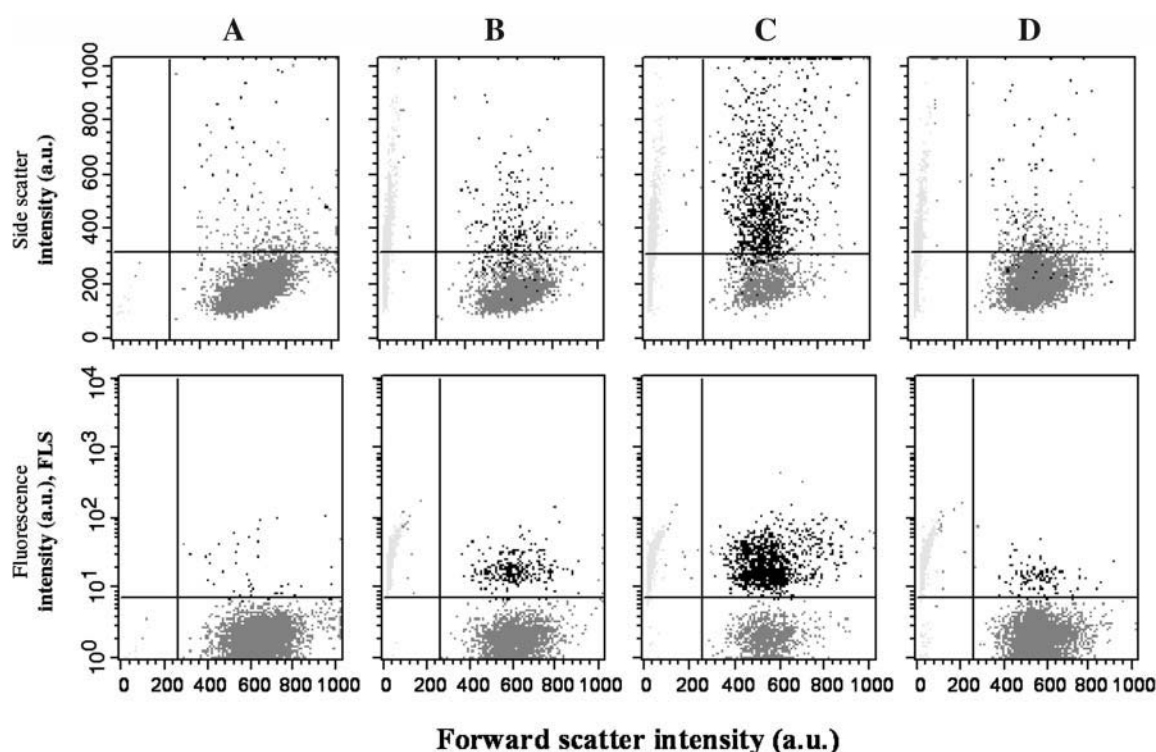 A B C D
Side scatter
intensity (a.u.)
1000
800
600
400
200
0
Fluorescence
intensity (a.u.), FLS
10^4
10^3
10^2
10^1
10^0
0 200 400 600 800 1000 0 200 400 600 800 1000 0 200 400 600 800 1000 0 200 400 600 800 1000
Forward scatter intensity (a.u.)